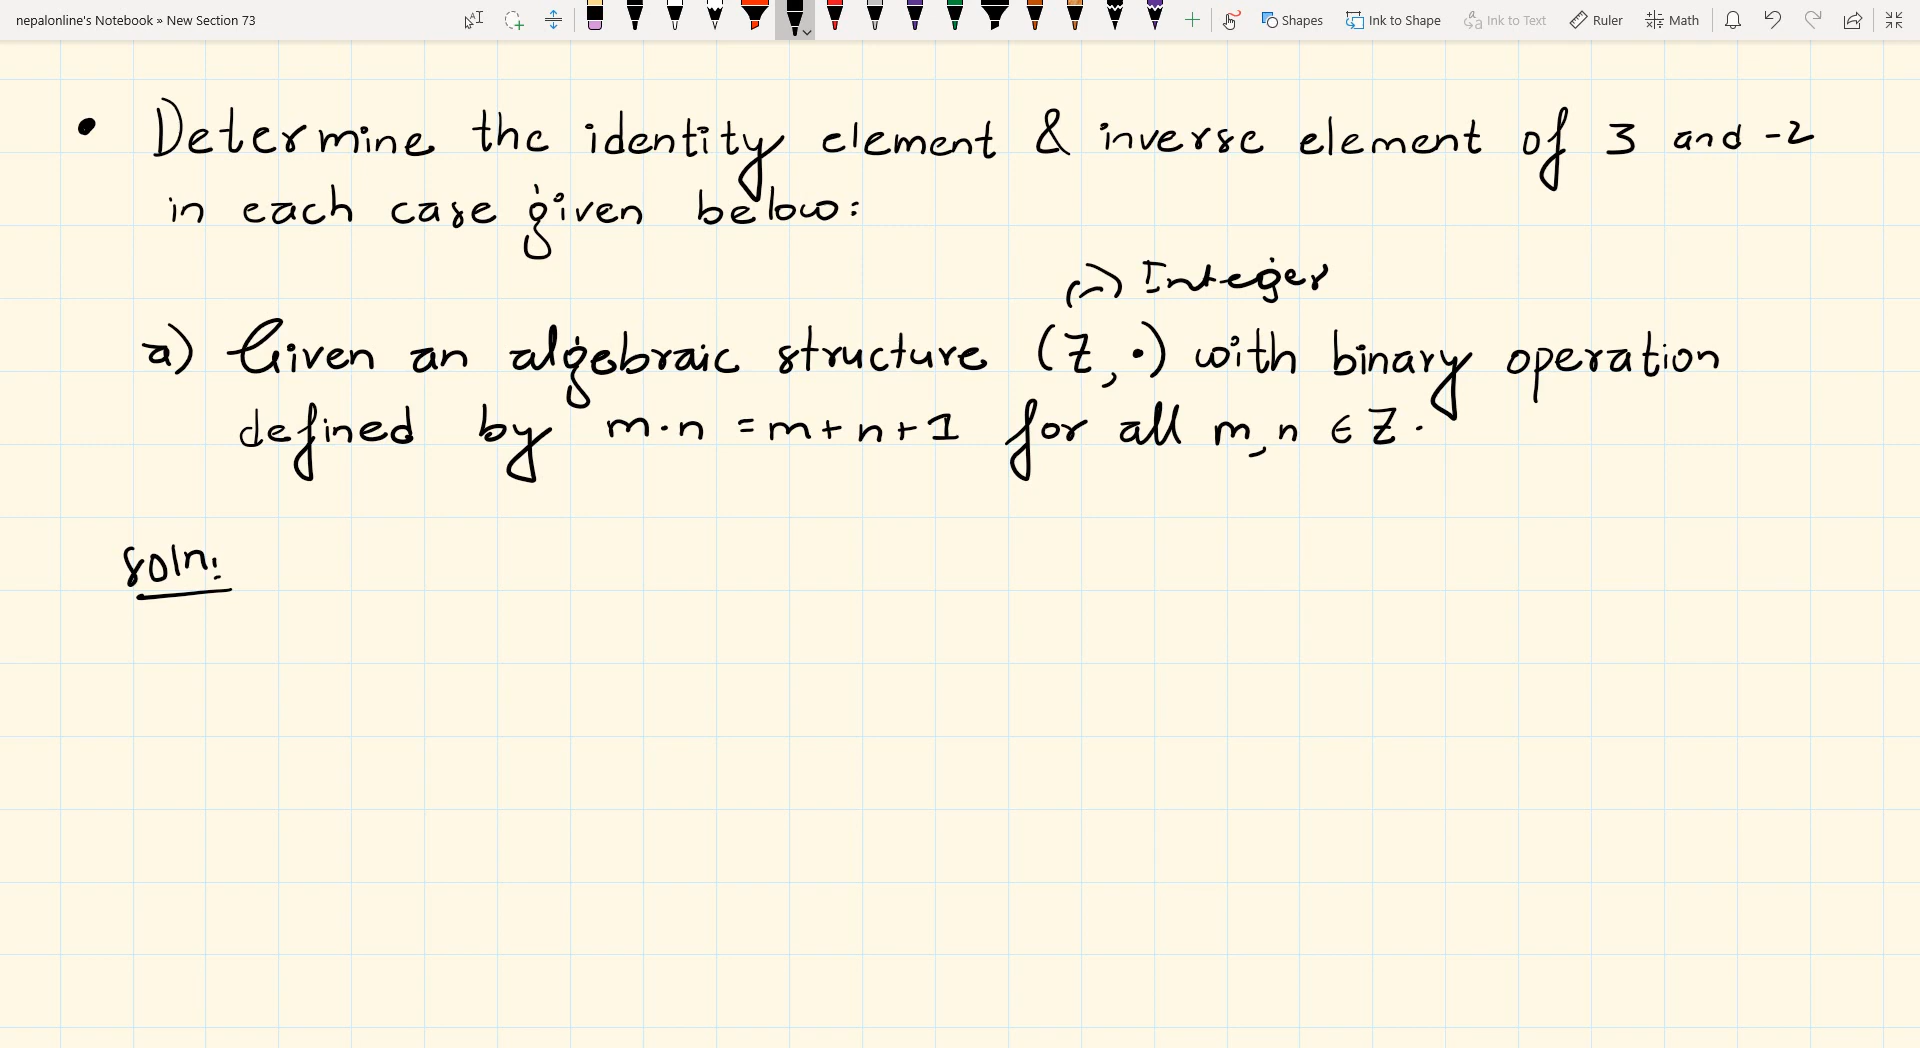 nepalonline's Notebook » New Section 73
Shapes Ink to Shape Ink to Text Ruler Math
• Determine the identity element & inverse element of 3 and -2
in each case given below:
Integer
a) Given an algebraic structure (Z, •) with binary operation
defined by m·n = m+n+1 for all m, n ∈ Z.
soln: